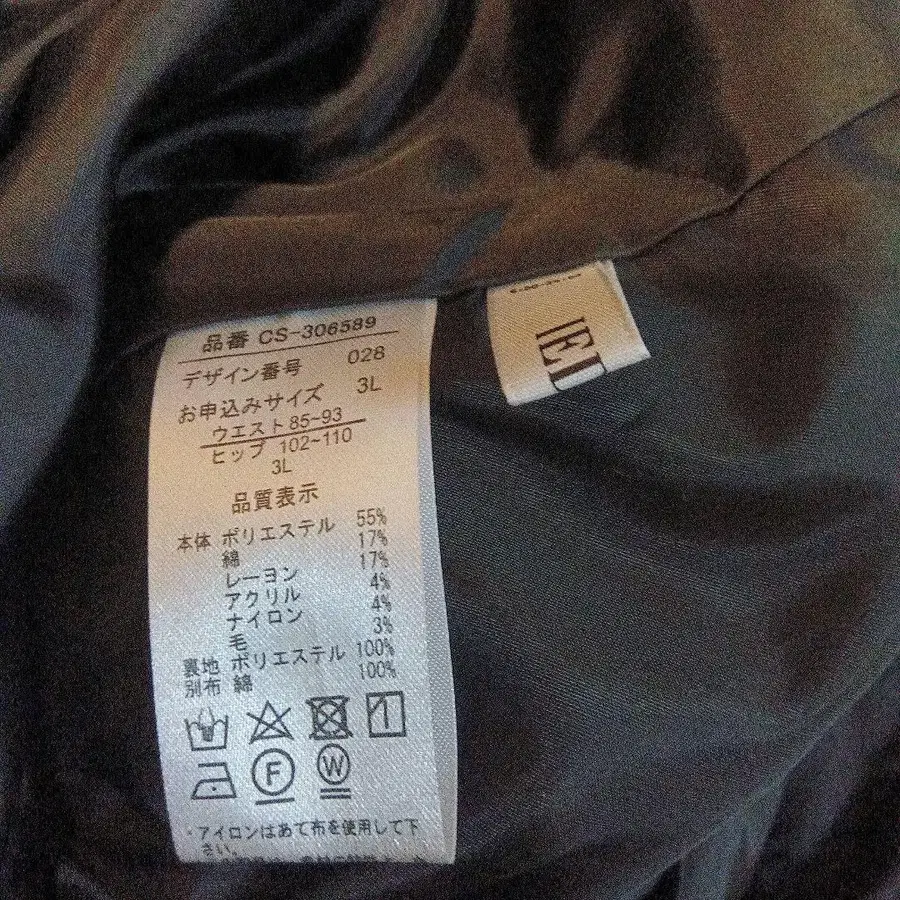 品番 CS-306589
デザイン番号 028
お申込みサイズ 3L
ウエスト 85~93
ヒップ 102~110
3L
品質表示
本体 ポリエステル 55%
綿 17%
レーヨン 17%
アクリル 4%
ナイロン 4%
毛 3%
裏地 ポリエステル 100%
別布 綿 100%
F W
・アイロンはあて布を使用して下
さい。
IED